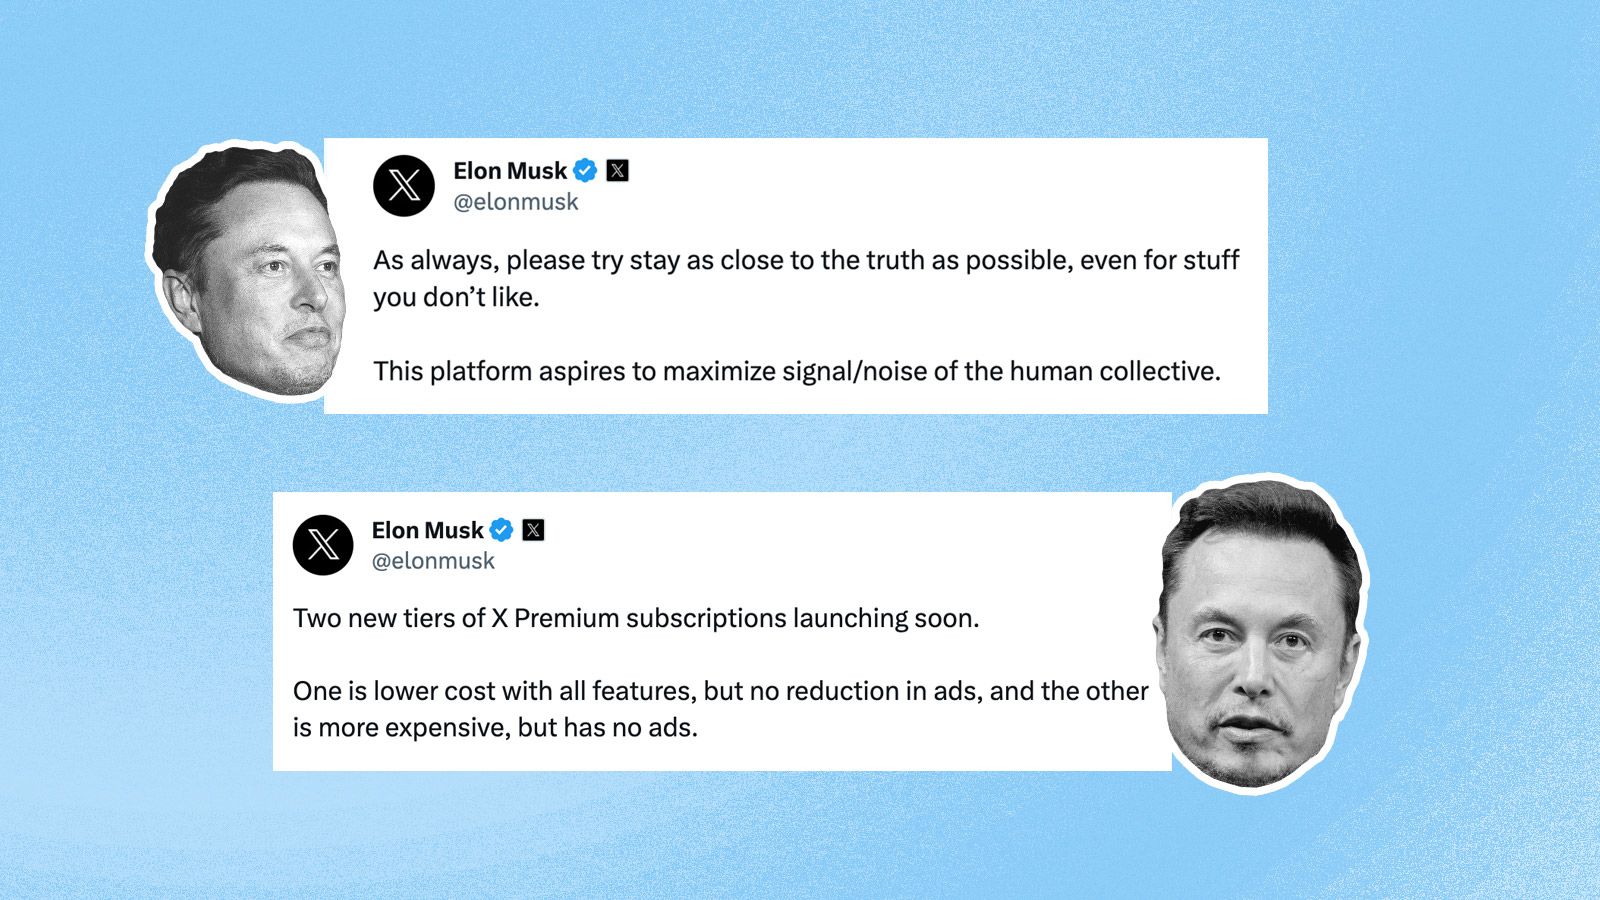 Elon Musk
@elonmusk
As always, please try stay as close to the truth as possible, even for stuff
you don’t like.
This platform aspires to maximize signal/noise of the human collective.
Elon Musk
@elonmusk
Two new tiers of X Premium subscriptions launching soon.
One is lower cost with all features, but no reduction in ads, and the other
is more expensive, but has no ads.